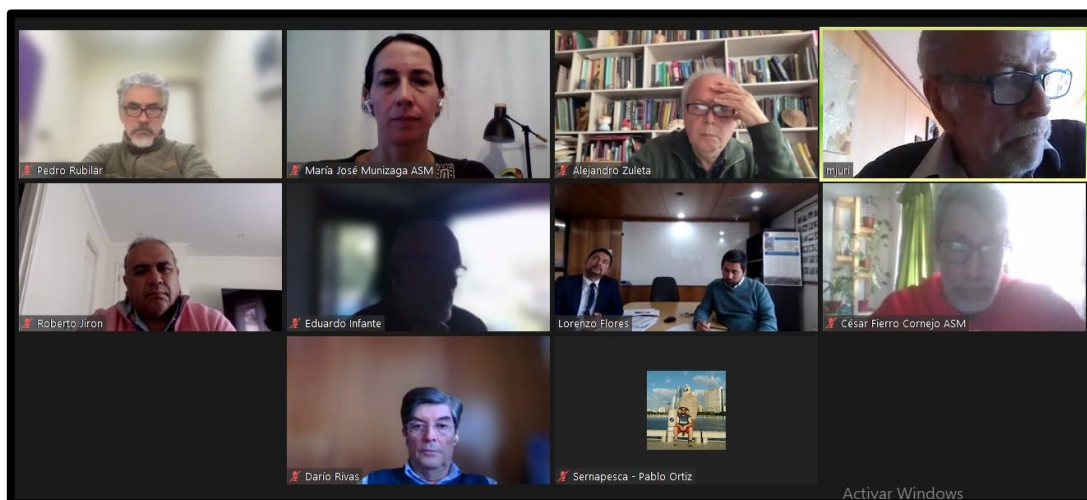 Pedro Rubilar
María José Munizaga ASM
Alejandro Zuleta
mjuri
Roberto Jiron
Eduardo Infante
Lorenzo Flores
César Fierro Cornejo ASM
Darío Rivas
Sernapesca - Pablo Ortiz
Activar Windows